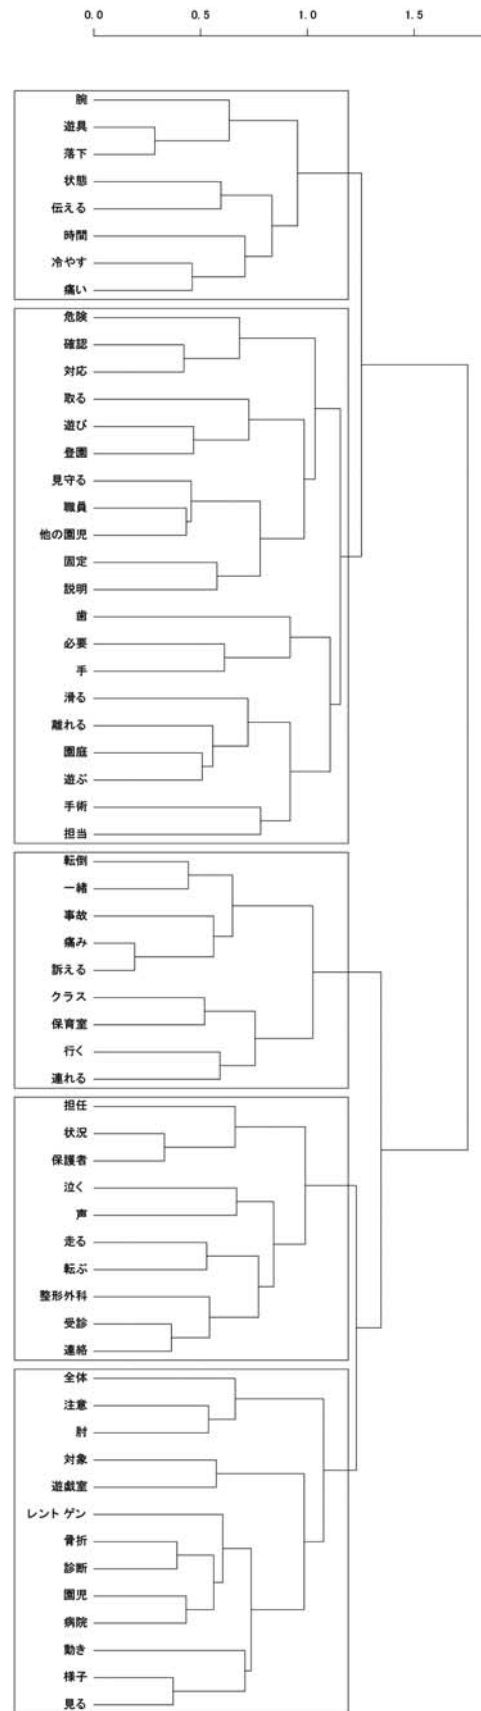 0.0 0.5 1.0 1.5
腕
遊具
落下
状態
伝える
時間
冷やす
痛い
危険
確認
対応
取る
遊び
登園
見守る
職員
他の園児
固定
説明
歯
必要
手
滑る
離れる
園庭
遊ぶ
手術
担当
転倒
一緒
事故
痛み
訴える
クラス
保育室
行く
連れる
担任
状況
保護者
泣く
声
走る
転ぶ
整形外科
受診
連絡
全体
注意
肘
対象
遊戯室
レントゲン
骨折
診断
園児
病院
動き
様子
見る